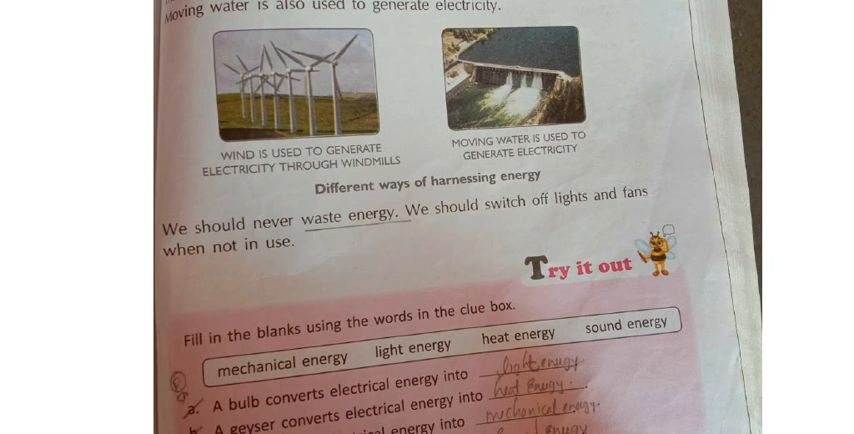 Moving water is also used to generate electricity.
WIND IS USED TO GENERATE
ELECTRICITY THROUGH WINDMILLS
MOVING WATER IS USED TO
GENERATE ELECTRICITY
Different ways of harnessing energy
We should never waste energy. We should switch off lights and fans
when not in use.
Try it out
Fill in the blanks using the words in the clue box.
mechanical energy light energy heat energy sound energy
a. A bulb converts electrical energy into light energy.
b. A geyser converts electrical energy into heat Energy.
energy into mechanical energy.
energy